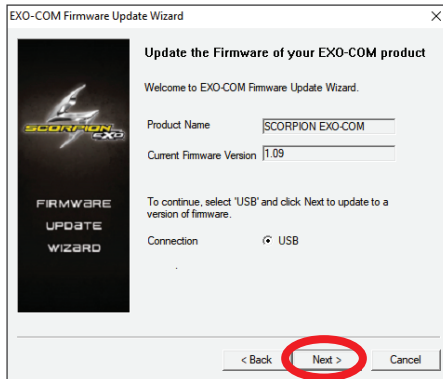 EXO-COM Firmware Update Wizard
Update the Firmware of your EXO-COM product
SCORPION
EXO
FIRMWARE
UPDATE
WIZARD
Welcome to EXO-COM Firmware Update Wizard.
Product Name SCORPION EXO-COM
Current Firmware Version 1.09
To continue, select 'USB' and click Next to update to a
version of firmware.
Connection USB
< Back Next > Cancel